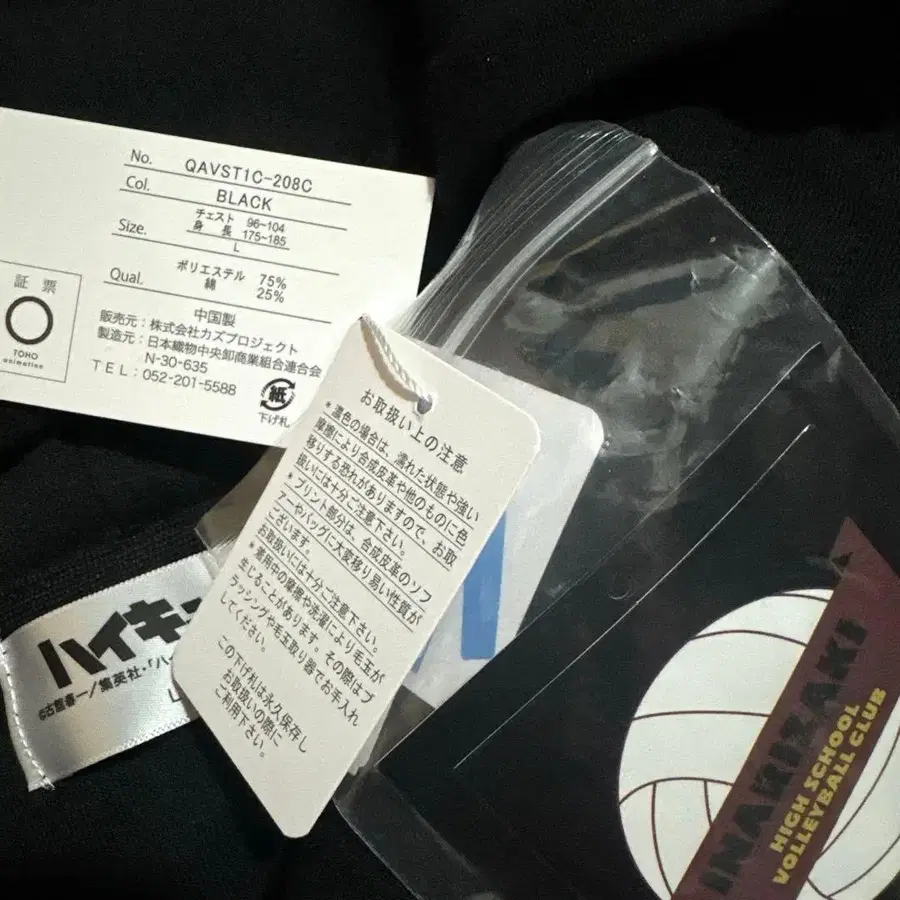 No. QAVST1C-208C
Col. BLACK
Size. チェスト 96~104
身 長 175~185
L
Qual. ポリエステル 75%
綿 25%
中国製
販売元：株式会社カズプロジェクト
製造元：日本織物中央卸商業組合連合会
N-30-635
TEL：052-201-5588
紙
下げ札
証 票
TOHO
animation
お取扱い上の注意
*濃色の場合は、濡れた状態や強い
摩擦により合成皮革や他のものに色
移りする恐れがありますので、お取
扱いには十分ご注意下さい。
*プリント部分は、合成皮革のソフ
アーやバッグに大変移り易い性質が
ございます。
お取扱いには十分ご注意下さい。
*着用中の摩擦や洗濯により毛玉が
生じることがあります。その際はブ
ラッシングや毛玉取り器でお手入れ
してください。
この下げ札は永久保存し
お取扱いの際に
ご利用下さい。
ハイキュ
©古舘春一／集英社・「ハイ
L
INARIZAKI
HIGH SCHOOL
VOLLEYBALL CLUB